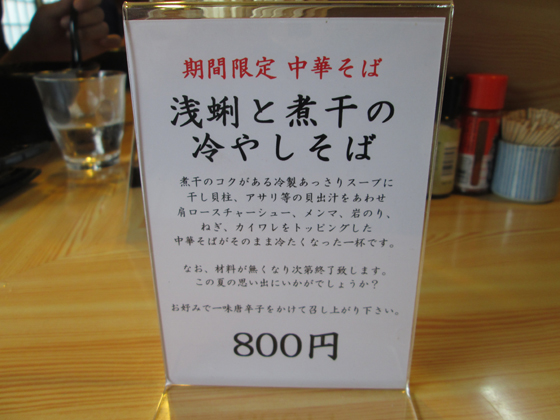 期間限定 中華そば
浅蜊と煮干の
冷やしそば
煮干のコクがある冷製あっさりスープに
干し貝柱、アサリ等の貝出汁をあわせ
肩ロースチャーシュー、メンマ、岩のり、
ねぎ、カイワレをトッピングした
中華そばがそのまま冷たくなった一杯です。
なお、材料が無くなり次第終了致します。
この夏の思い出にいかがでしょうか？
お好みで一味唐辛子をかけて召し上がり下さい。
800円